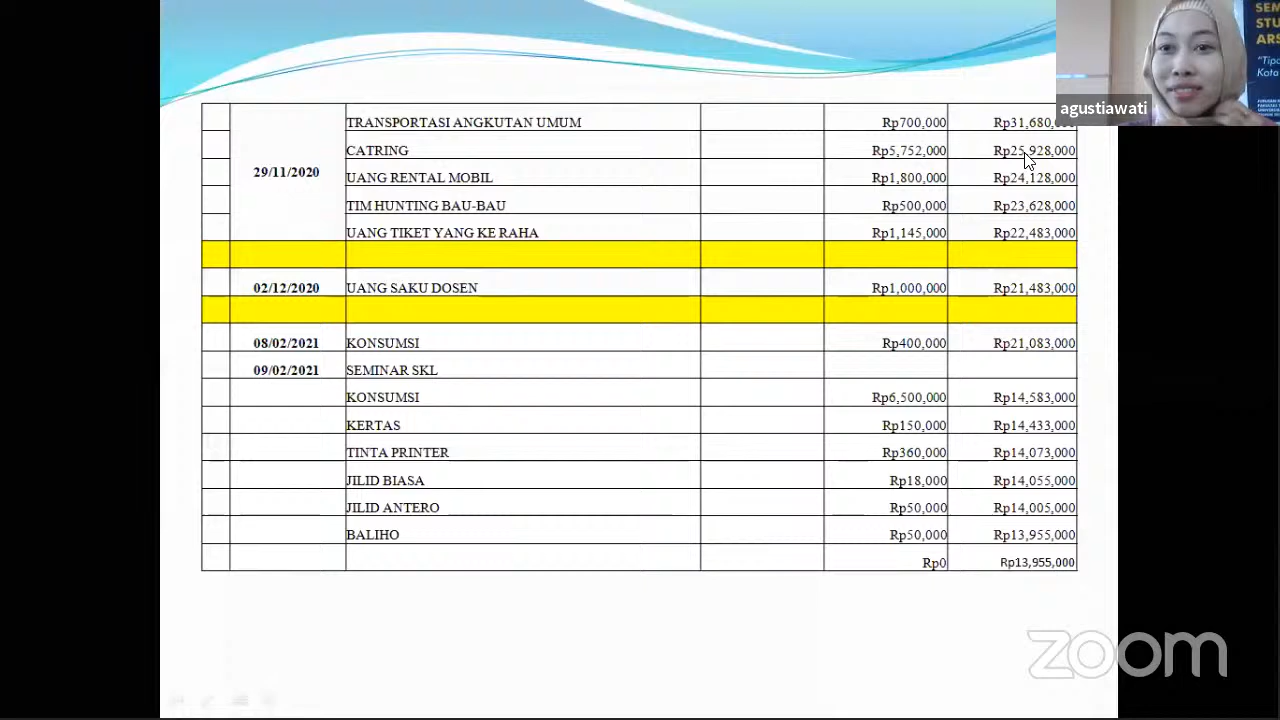 SEM
STU
ARS
"Tipo
Kota
agustiawati
TRANSPORTASI ANGKUTAN UMUM Rp700,000 Rp31,680,000
29/11/2020 CATRING Rp5,752,000 Rp25,928,000
UANG RENTAL MOBIL Rp1,800,000 Rp24,128,000
TIM HUNTING BAU-BAU Rp500,000 Rp23,628,000
UANG TIKET YANG KE RAHA Rp1,145,000 Rp22,483,000
02/12/2020 UANG SAKU DOSEN Rp1,000,000 Rp21,483,000
08/02/2021 KONSUMSI Rp400,000 Rp21,083,000
09/02/2021 SEMINAR SKL
KONSUMSI Rp6,500,000 Rp14,583,000
KERTAS Rp150,000 Rp14,433,000
TINTA PRINTER Rp360,000 Rp14,073,000
JILID BIASA Rp18,000 Rp14,055,000
JILID ANTERO Rp50,000 Rp14,005,000
BALIHO Rp50,000 Rp13,955,000
Rp0 Rp13,955,000
zoom